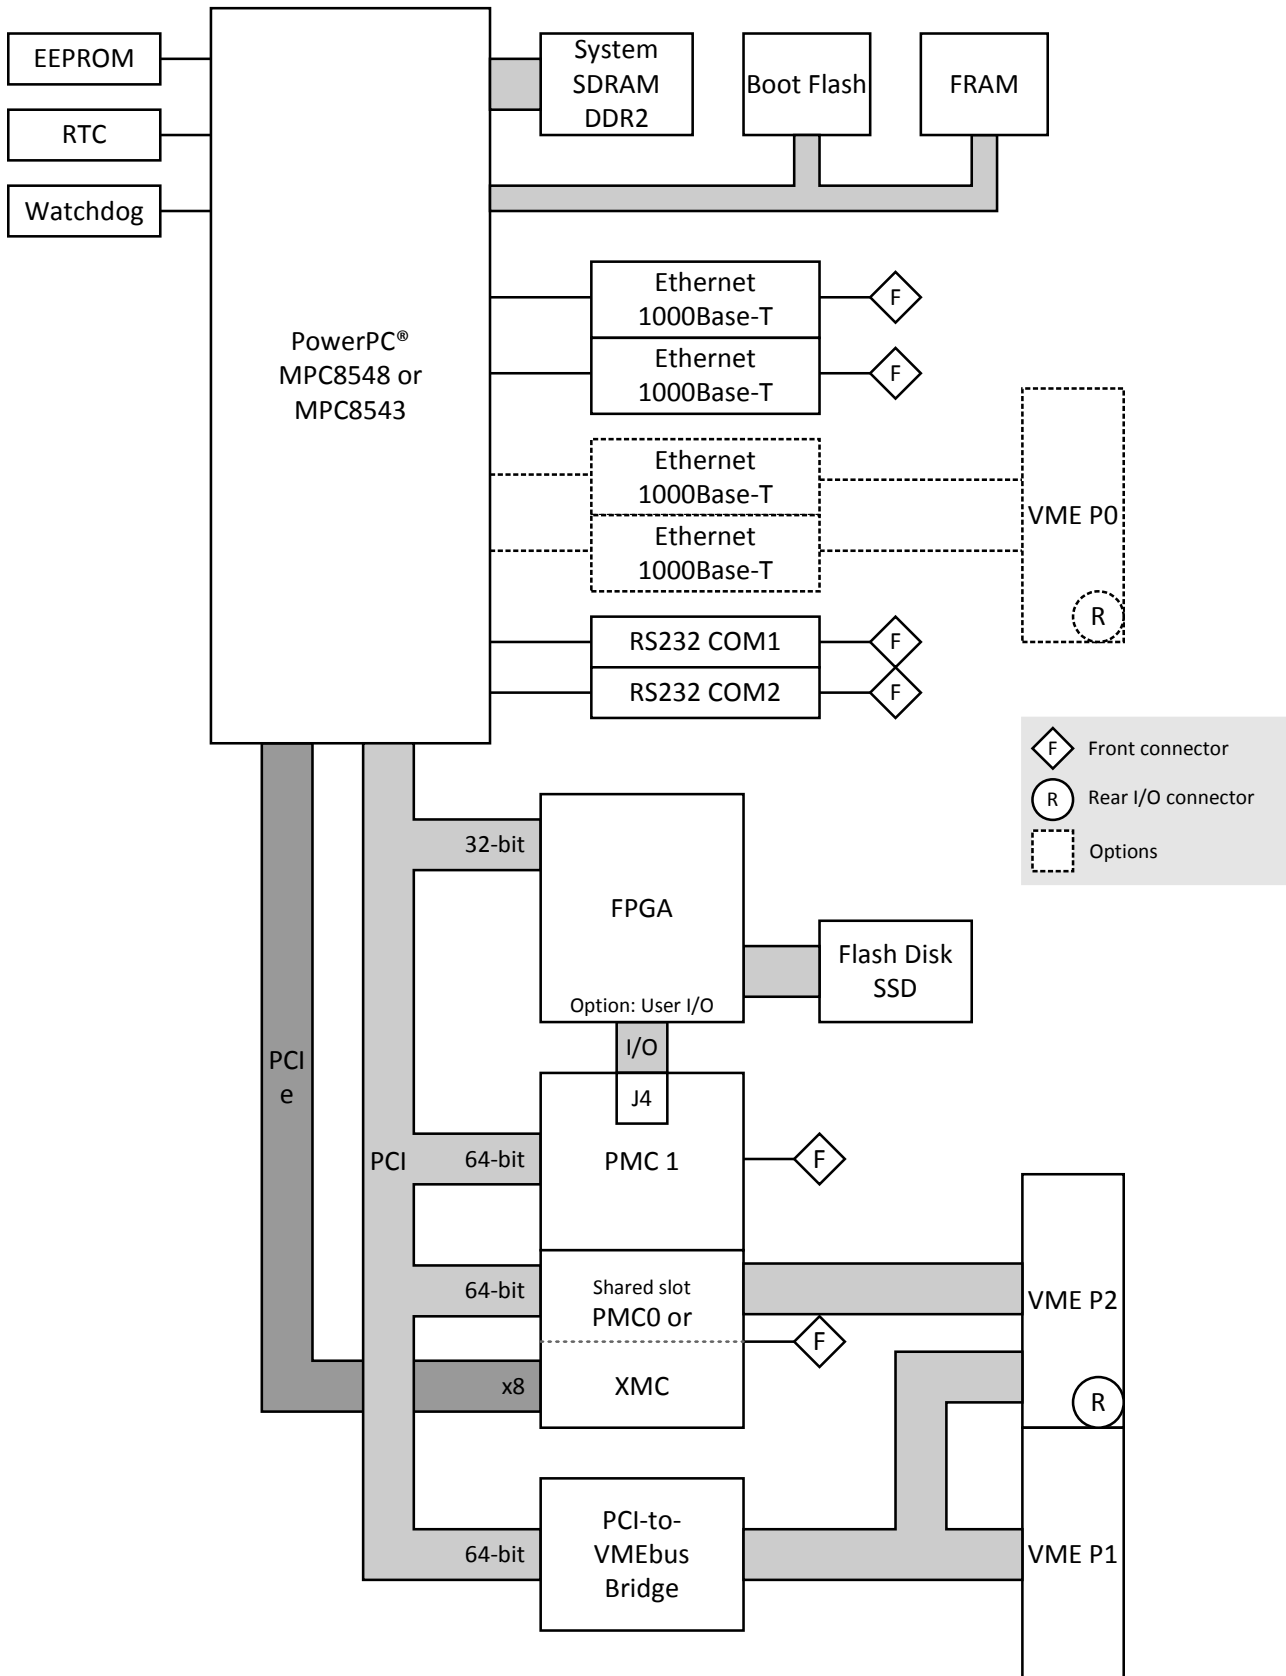 EEPROM
RTC
Watchdog
System
SDRAM
DDR2
Boot Flash
FRAM
PowerPC®
MPC8548 or
MPC8543
Ethernet
1000Base-T
F
Ethernet
1000Base-T
F
Ethernet
1000Base-T
Ethernet
1000Base-T
VME P0
R
RS232 COM1
F
RS232 COM2
F
F Front connector
R Rear I/O connector
Options
32-bit
FPGA
Option: User I/O
Flash Disk
SSD
I/O
J4
PCI
e
PCI
64-bit
PMC 1
F
64-bit
Shared slot
PMC0 or
F
x8
XMC
VME P2
R
64-bit
PCI-to-
VMEbus
Bridge
VME P1